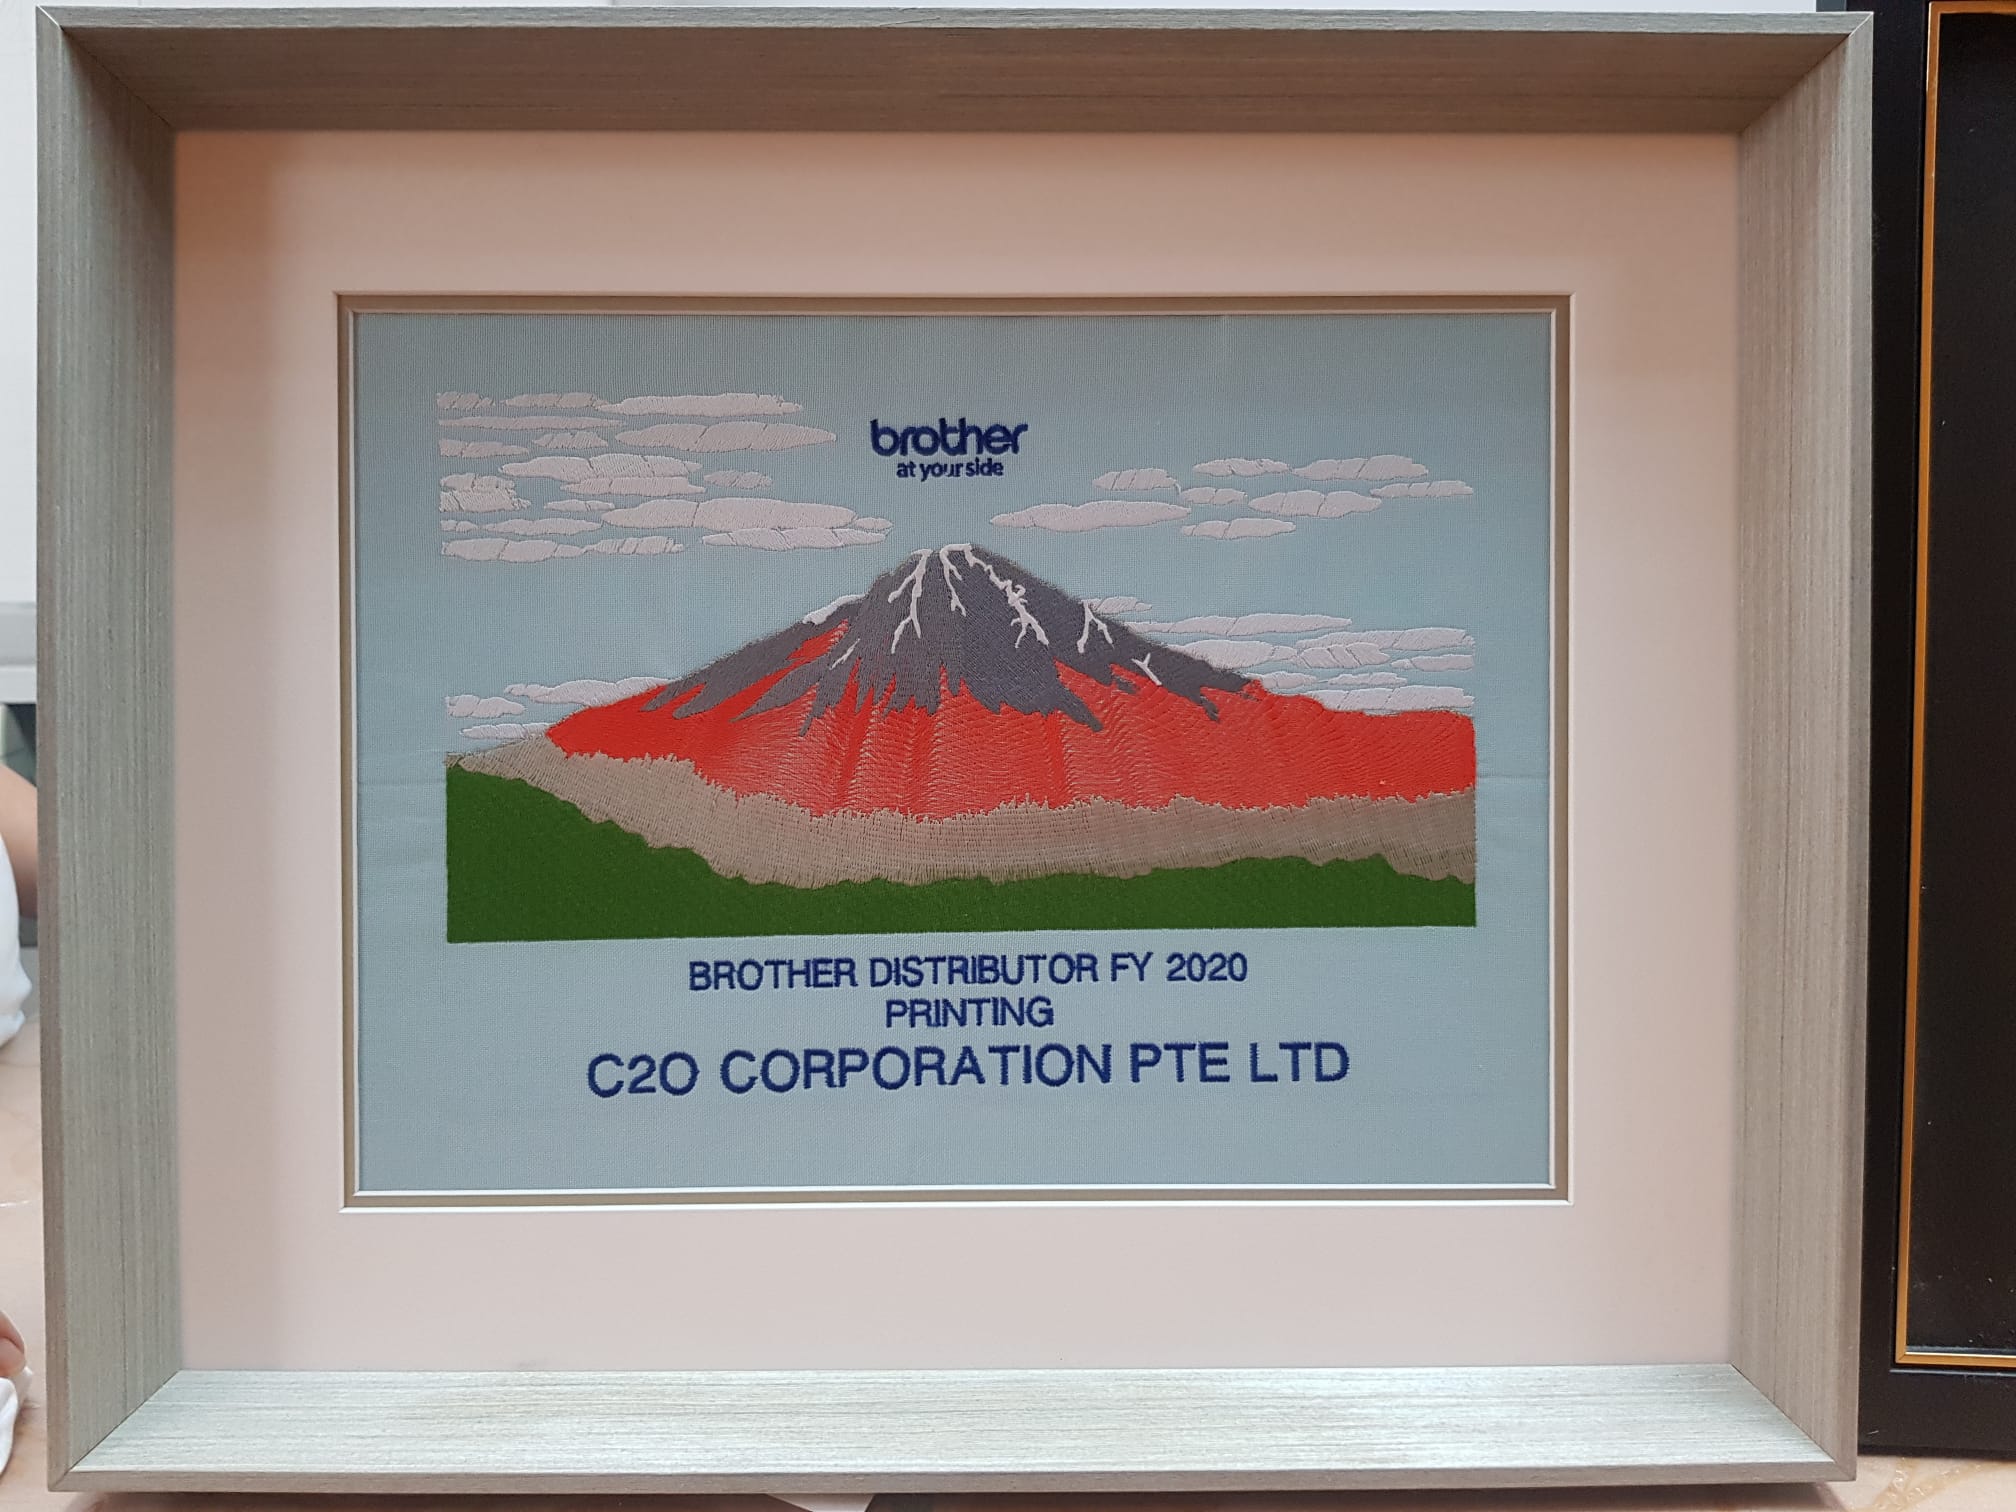 brother
at your side
BROTHER DISTRIBUTOR FY 2020
PRINTING
C2O CORPORATION PTE LTD